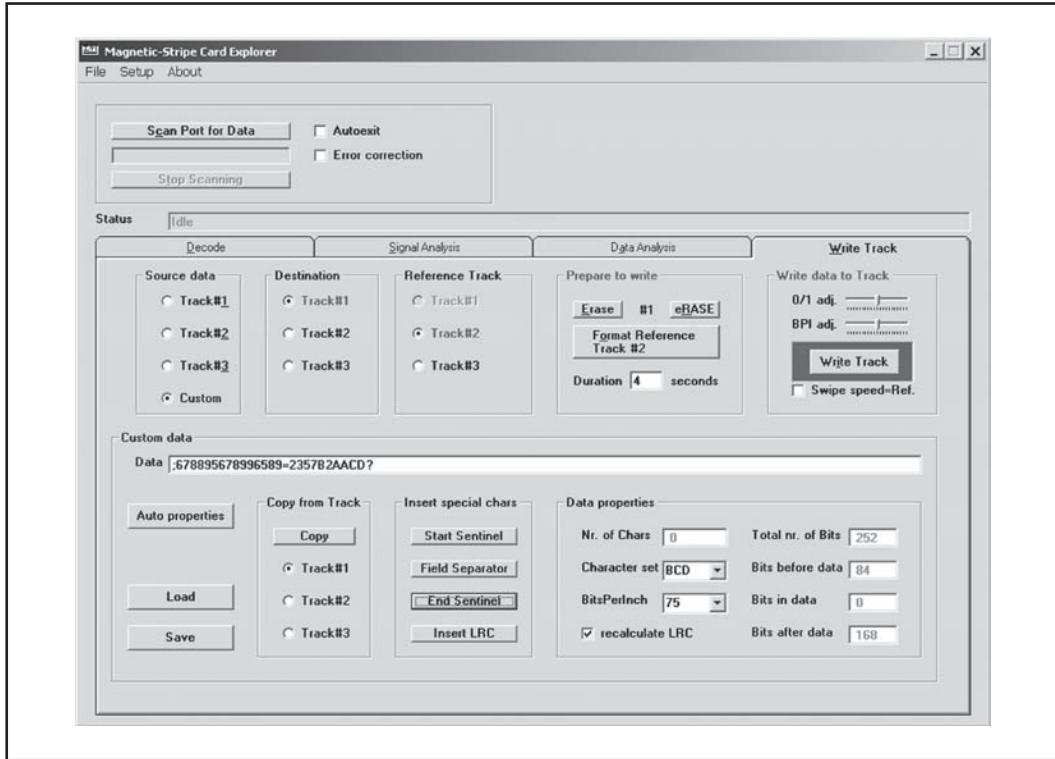 Magnetic-Stripe Card Explorer
File Setup About
Scan Port for Data
Autoexit
Error correction
Stop Scanning
Status Idle
Decode Signal Analysis Data Analysis Write Track
Source data
Track#1
Track#2
Track#3
Custom
Destination
Track#1
Track#2
Track#3
Reference Track
Track#1
Track#2
Track#3
Prepare to write
Erase #1 eRASE
Format Reference
Track #2
Duration 4 seconds
Write data to Track
0/1 adj.
BPI adj.
Write Track
Swipe speed=Ref.
Custom data
Data ;678895678996589=2357B2AACD?
Auto properties
Load
Save
Copy from Track
Copy
Track#1
Track#2
Track#3
Insert special chars
Start Sentinel
Field Separator
End Sentinel
Insert LRC
Data properties
Nr. of Chars 0 Total nr. of Bits 252
Character set BCD Bits before data 84
BitsPerInch 75 Bits in data 0
recalculate LRC Bits after data 168